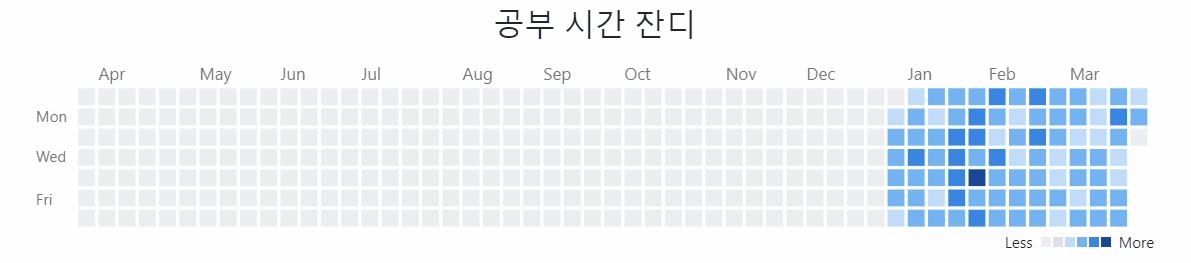 공부 시간 잔디
Apr May Jun Jul Aug Sep Oct Nov Dec Jan Feb Mar
Mon
Wed
Fri
Less More